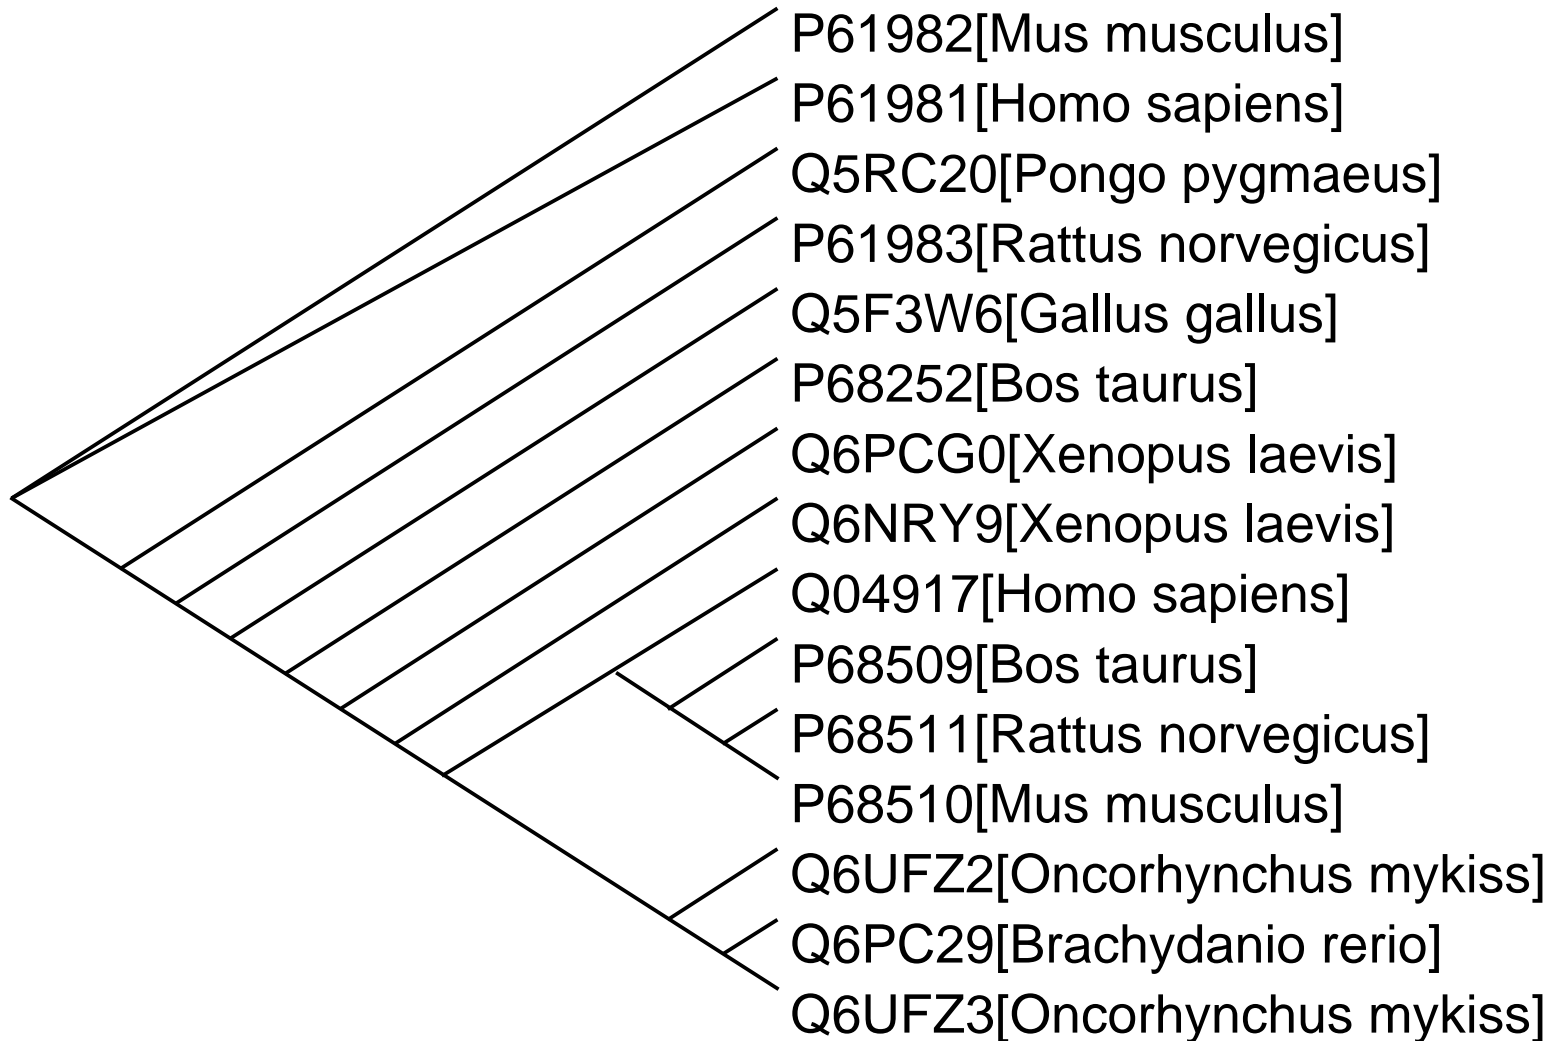 P61982[Mus musculus]
P61981[Homo sapiens]
Q5RC20[Pongo pygmaeus]
P61983[Rattus norvegicus]
Q5F3W6[Gallus gallus]
P68252[Bos taurus]
Q6PCG0[Xenopus laevis]
Q6NRY9[Xenopus laevis]
Q04917[Homo sapiens]
P68509[Bos taurus]
P68511[Rattus norvegicus]
P68510[Mus musculus]
Q6UFZ2[Oncorhynchus mykiss]
Q6PC29[Brachydanio rerio]
Q6UFZ3[Oncorhynchus mykiss]